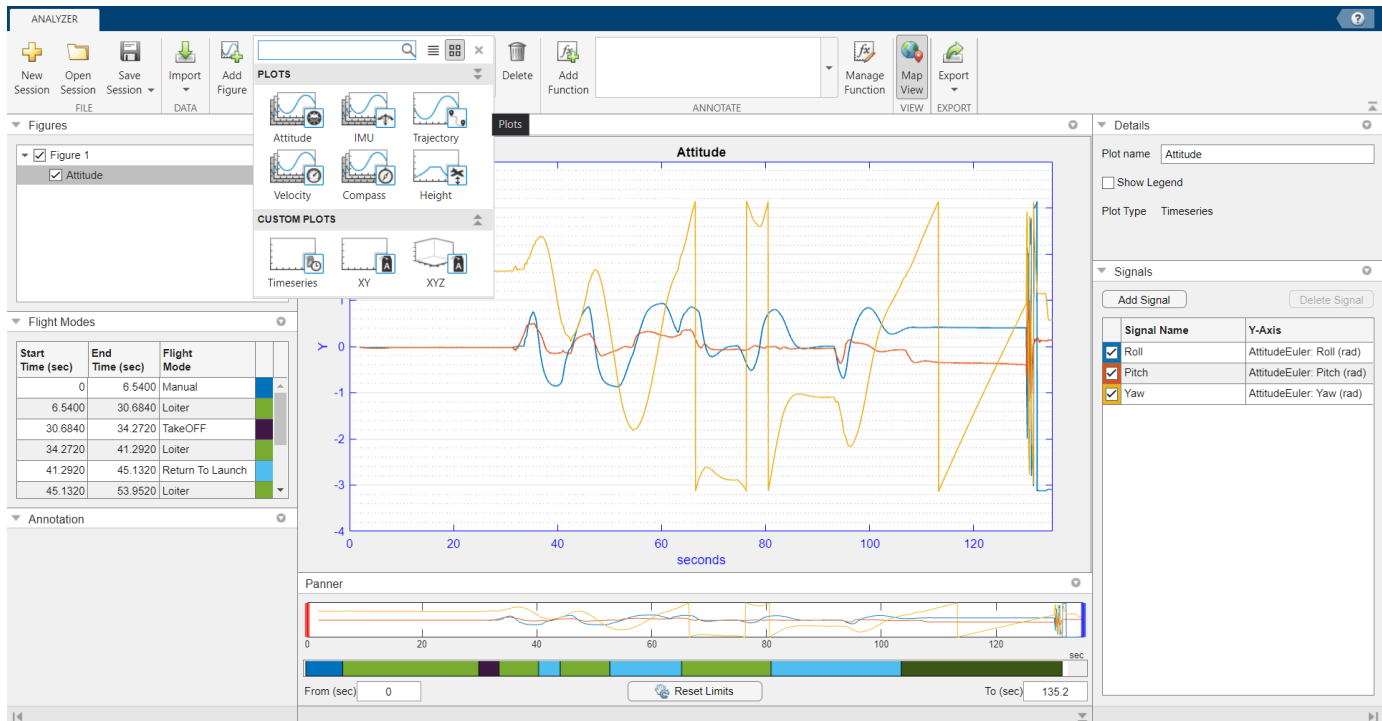 ANALYZER
?
New Session
Open Session
Save Session
Import
Add Figure
Delete
Add Function
Manage Function
Map View
Export
FILE
DATA
ANNOTATE
VIEW
EXPORT
PLOTS
Attitude
IMU
Trajectory
Velocity
Compass
Height
CUSTOM PLOTS
Timeseries
XY
XYZ
Figures
Figure 1
Attitude
Flight Modes
Start Time (sec) End Time (sec) Flight Mode
0 6.5400 Manual
6.5400 30.6840 Loiter
30.6840 34.2720 TakeOFF
34.2720 41.2920 Loiter
41.2920 45.1320 Return To Launch
45.1320 53.9520 Loiter
Annotation
Plots
Attitude
Y
1
0
-1
-2
-3
-4
0 20 40 60 80 100 120
seconds
Panner
0 20 40 60 80 100 120
sec
From (sec) 0
Reset Limits
To (sec) 135.2
Details
Plot name Attitude
Show Legend
Plot Type Timeseries
Signals
Add Signal
Delete Signal
Signal Name Y-Axis
Roll AttitudeEuler: Roll (rad)
Pitch AttitudeEuler: Pitch (rad)
Yaw AttitudeEuler: Yaw (rad)